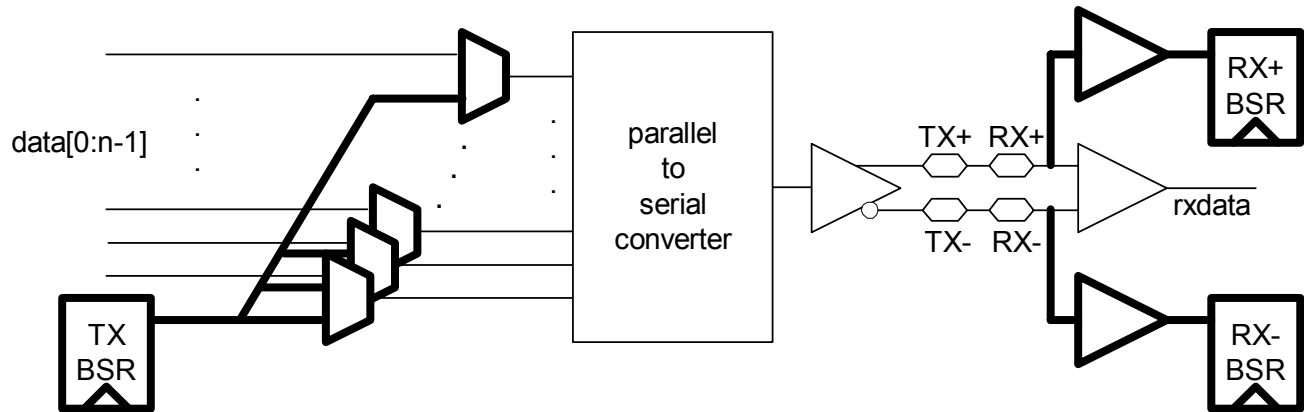 data[0:n-1]
TX
BSR
parallel
to
serial
converter
TX+
RX+
TX-
RX-
RX+
BSR
rxdata
RX-
BSR